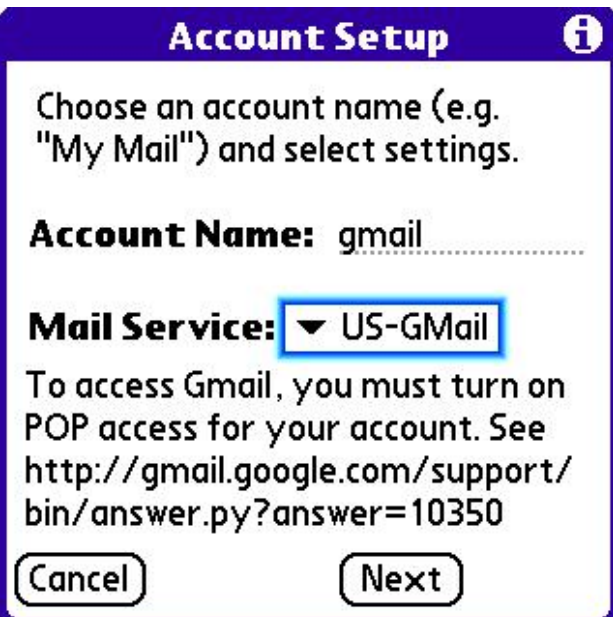 Account Setup
Choose an account name (e.g.
"My Mail") and select settings.
Account Name: gmail
Mail Service: US-GMail
To access Gmail, you must turn on
POP access for your account. See
http://gmail.google.com/support/
bin/answer.py?answer=10350
Cancel Next